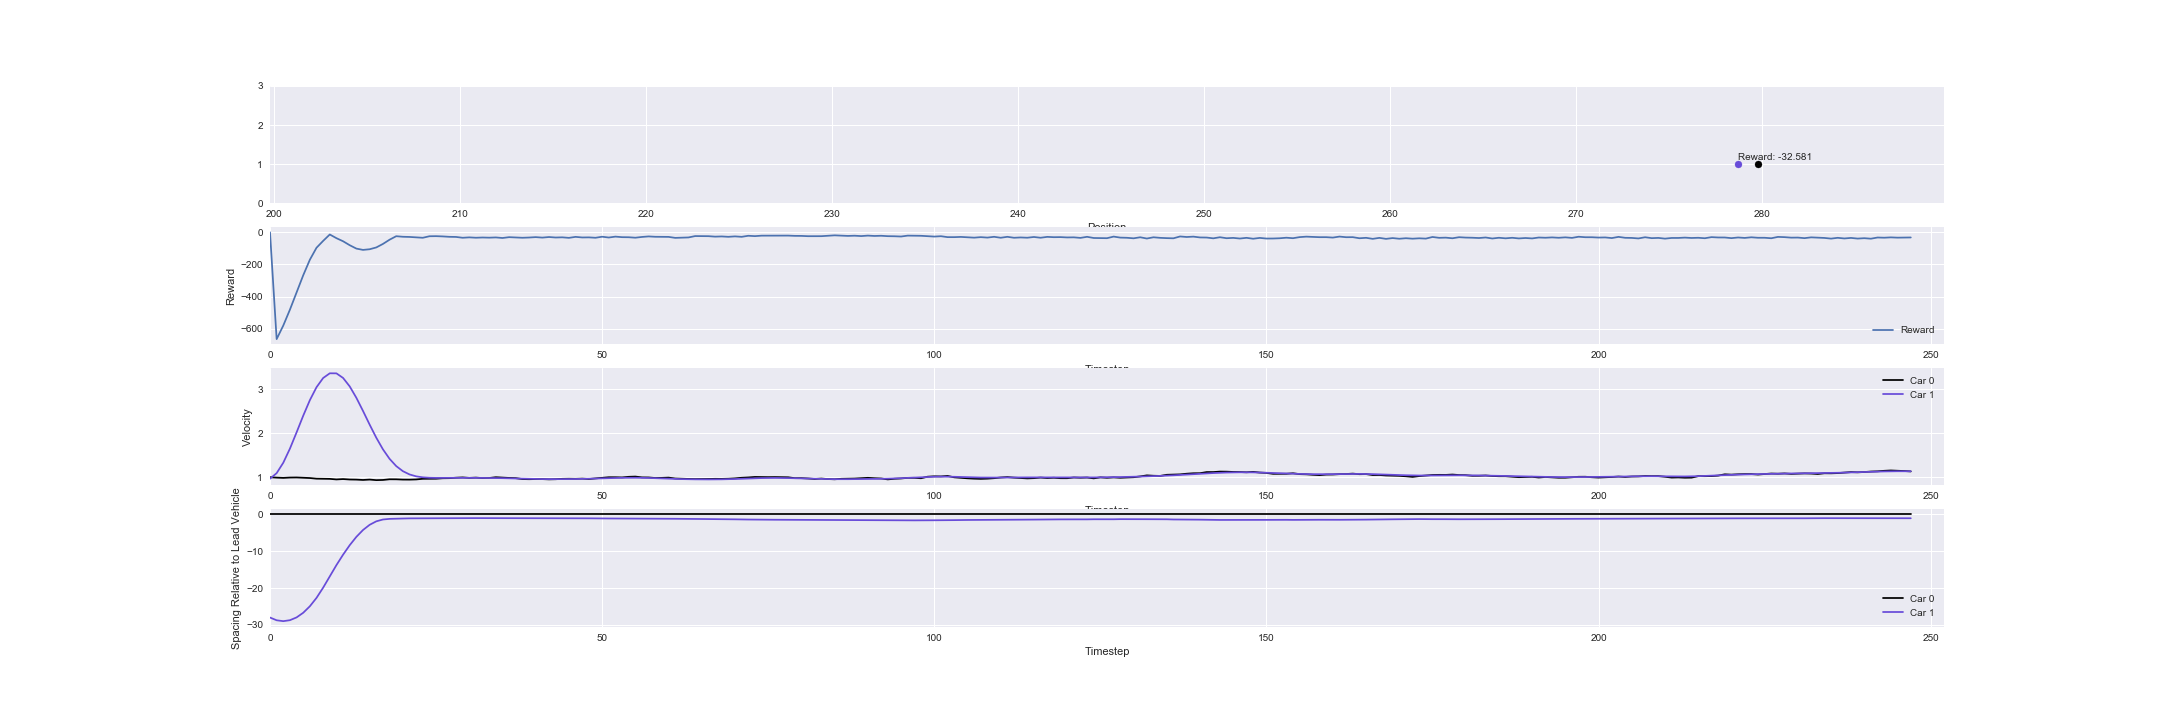 3
2
1
0
Reward: -32.581
200 210 220 230 240 250 260 270 280
Position
0
−200
−400
−600
Reward
Reward
0 50 100 150 200 250
Timestep
3
2
1
Velocity
Car 0
Car 1
0 50 100 150 200 250
Timestep
0
−10
−20
−30
Spacing Relative to Lead Vehicle
Car 0
Car 1
0 50 100 150 200 250
Timestep